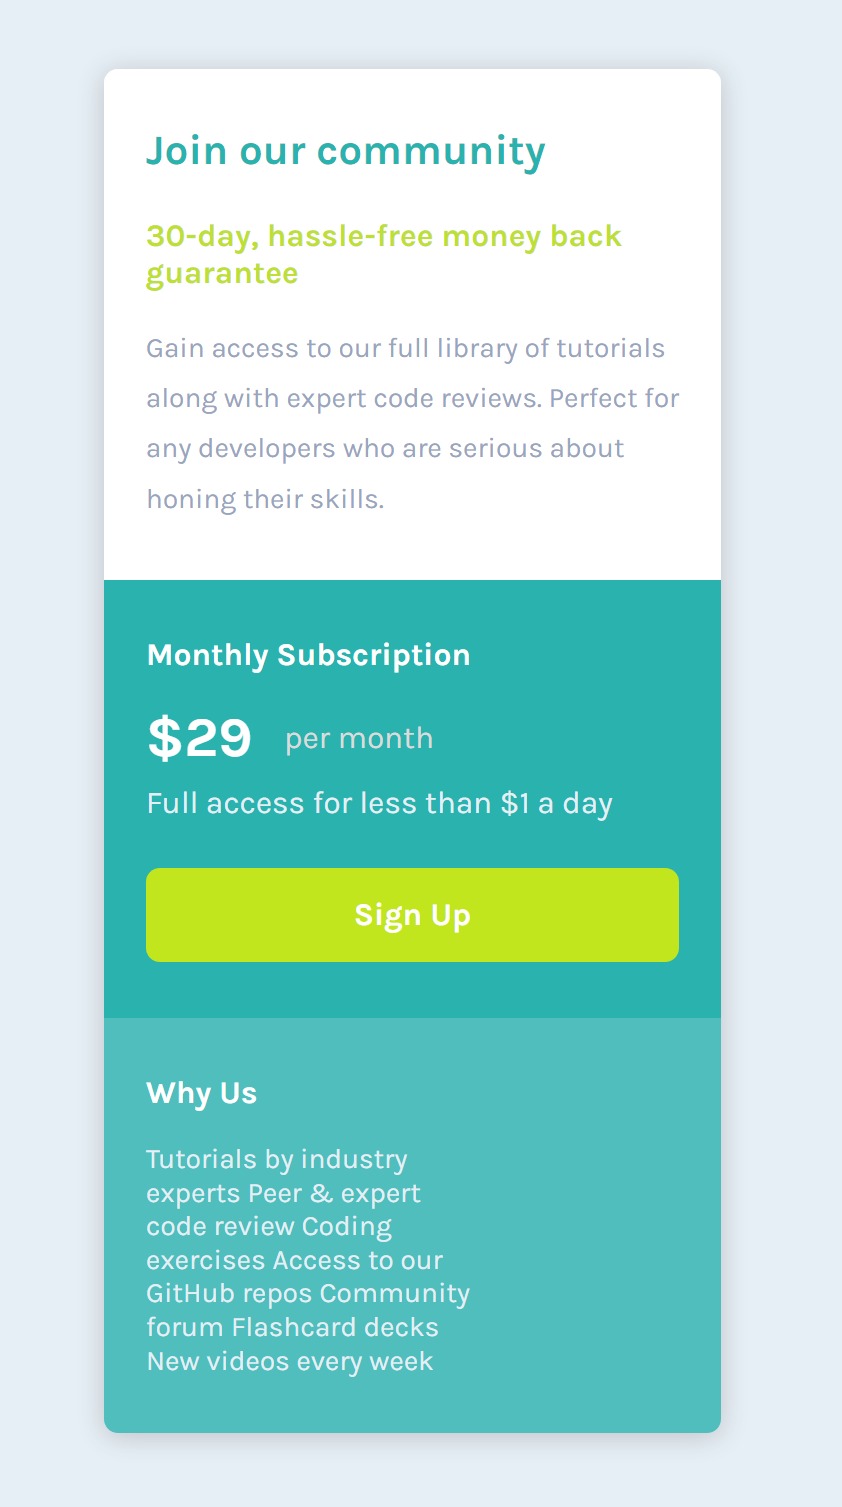 Join our community
30-day, hassle-free money back
guarantee
Gain access to our full library of tutorials
along with expert code reviews. Perfect for
any developers who are serious about
honing their skills.
Monthly Subscription
$29 per month
Full access for less than $1 a day
Sign Up
Why Us
Tutorials by industry
experts Peer & expert
code review Coding
exercises Access to our
GitHub repos Community
forum Flashcard decks
New videos every week